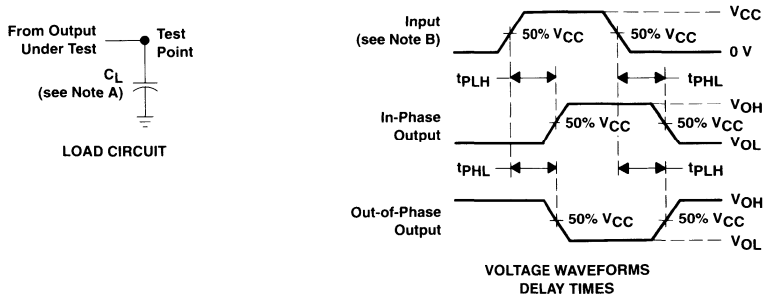 From Output
Under Test
Test
Point
CL
(see Note A)
LOAD CIRCUIT
Input
(see Note B)
50% VCC
50% VCC
VCC
0 V
tPLH
tPHL
In-Phase
Output
50% VCC
50% VCC
VOH
VOL
tPHL
tPLH
Out-of-Phase
Output
50% VCC
50% VCC
VOH
VOL
VOLTAGE WAVEFORMS
DELAY TIMES